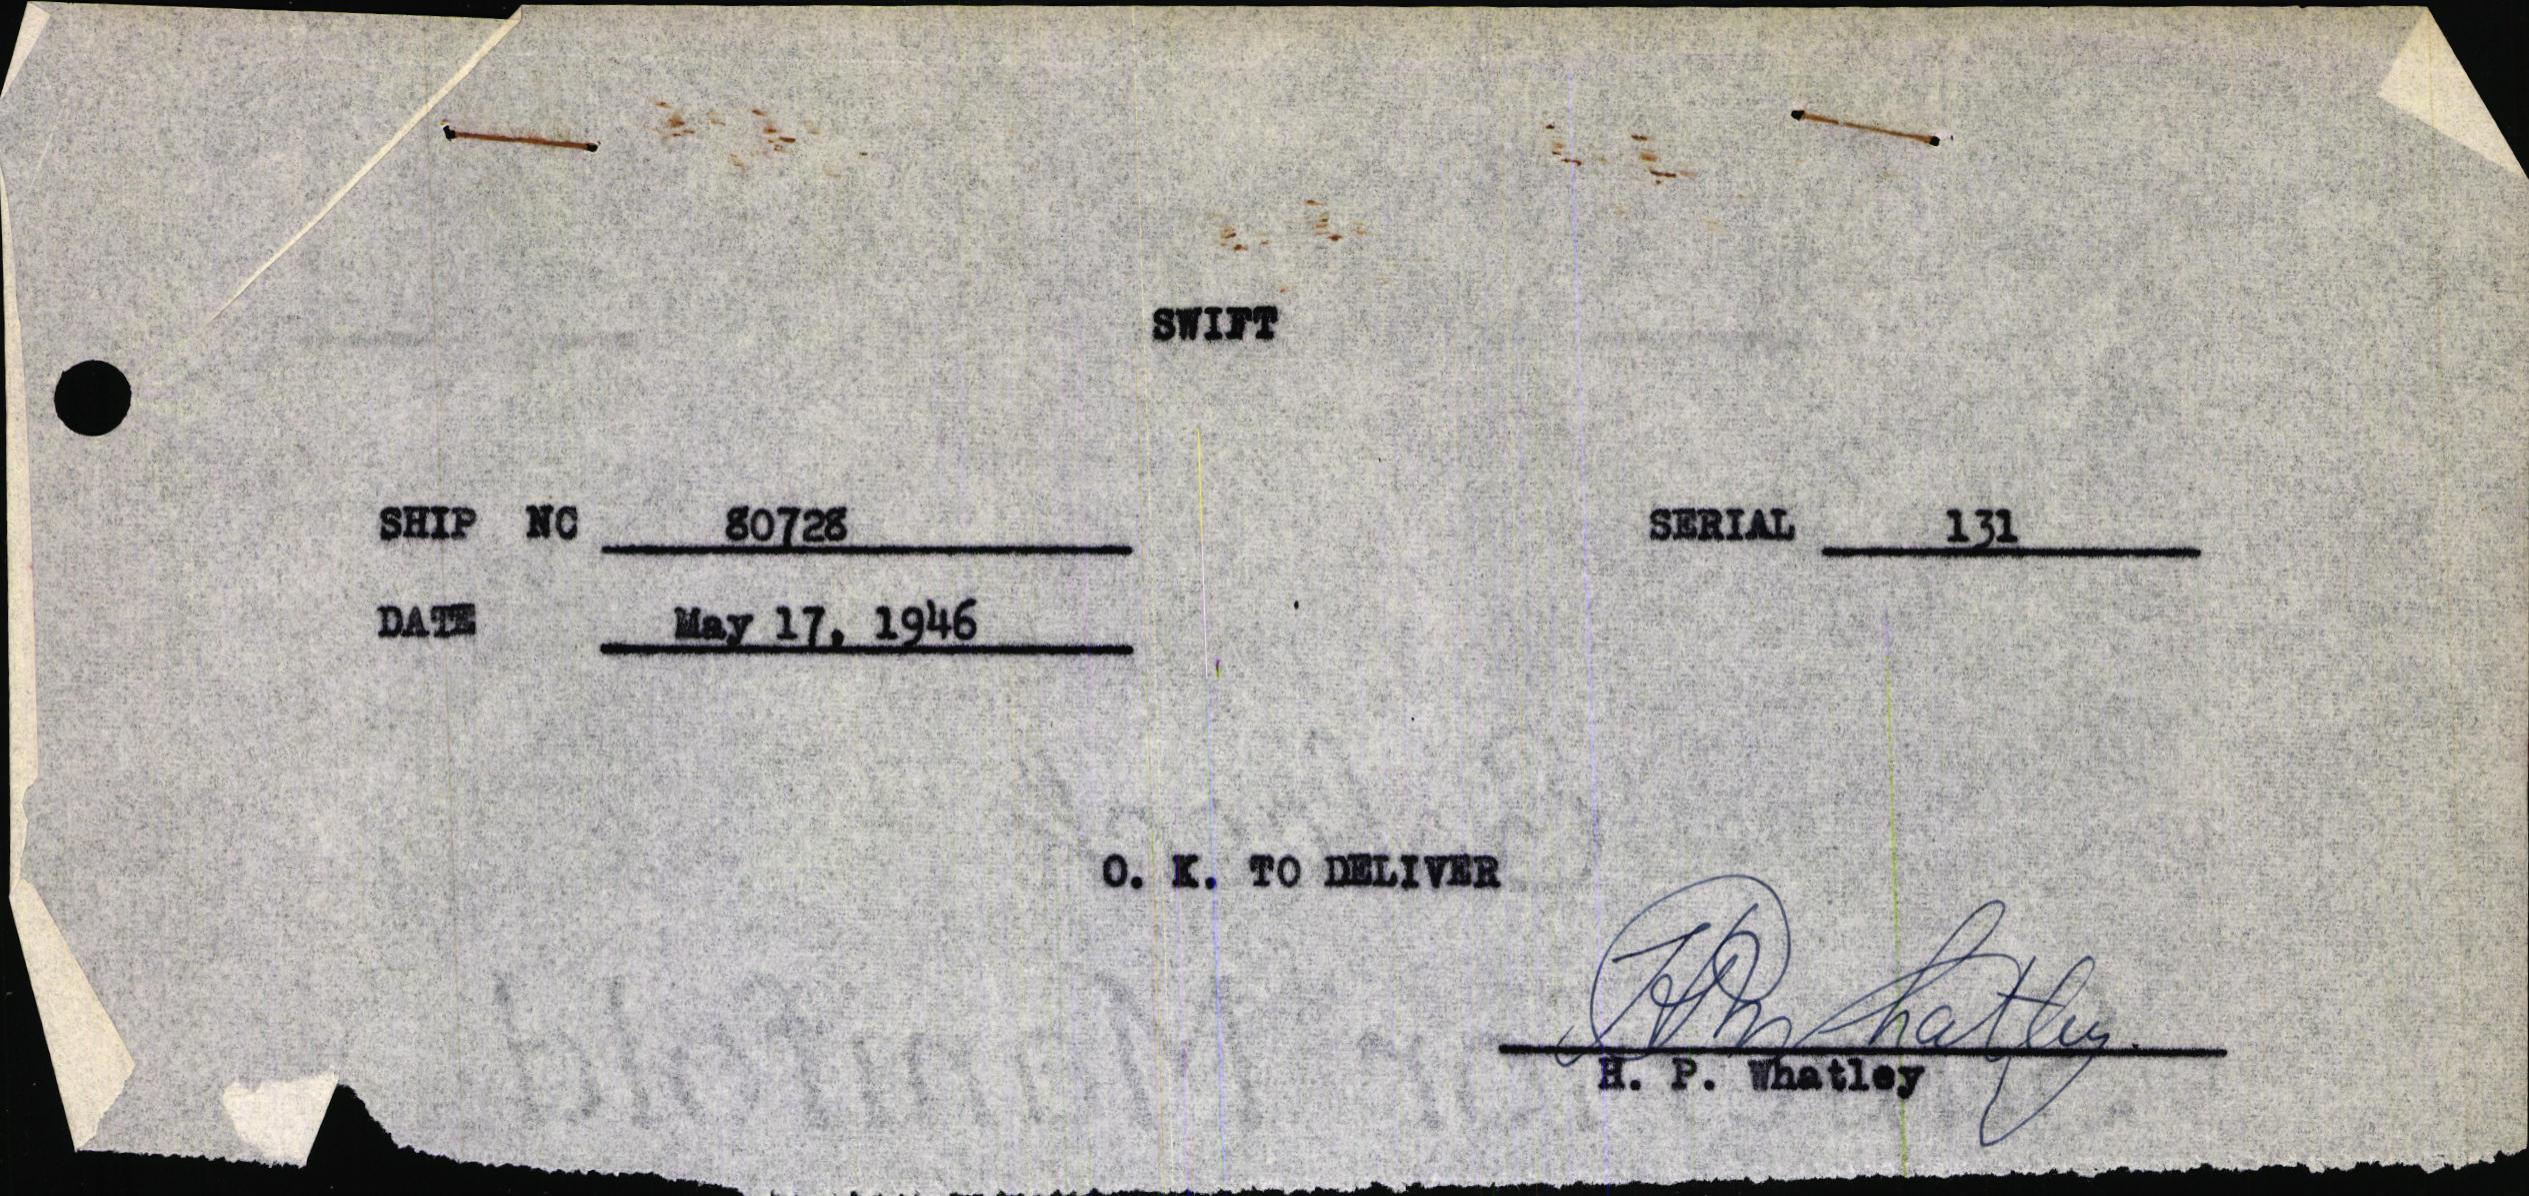 SWIFT
SHIP NC 80728 SERIAL 131
DATE May 17, 1946
O. K. TO DELIVER
H P Whatley
H. P. Whatley